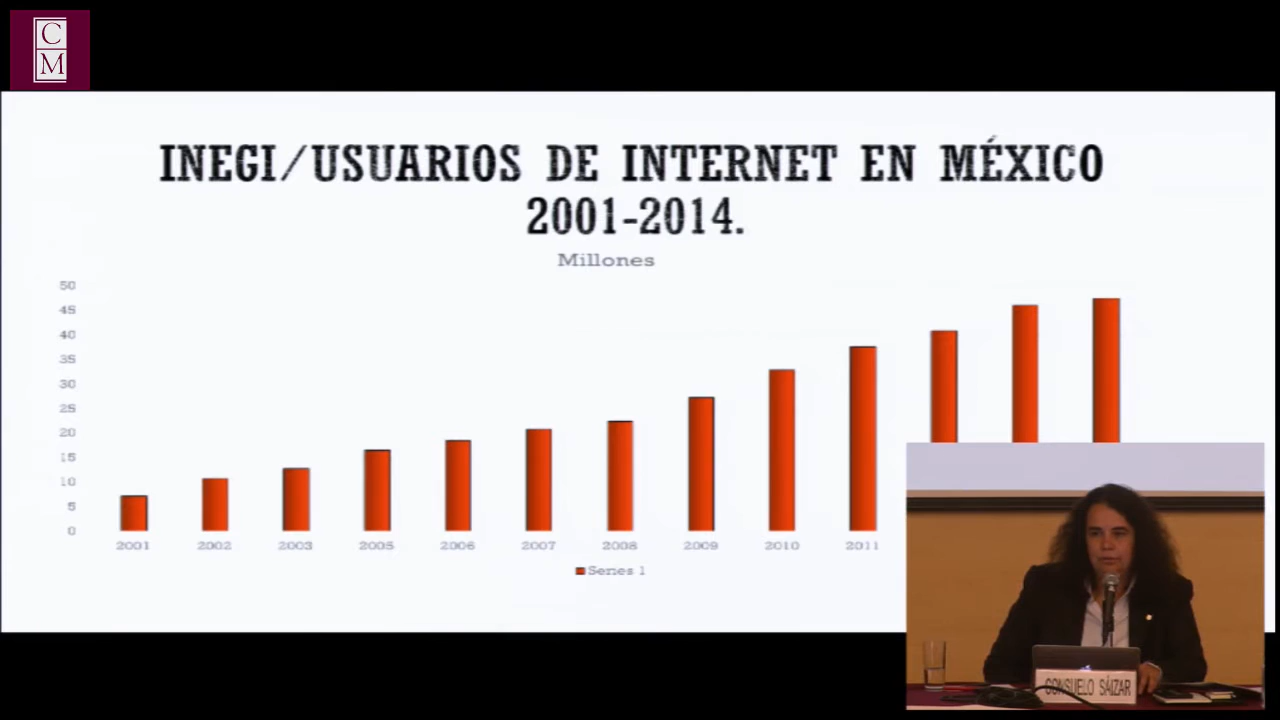 C
M
INEGI/USUARIOS DE INTERNET EN MÉXICO
2001-2014.
Millones
50
45
40
35
30
25
20
15
10
5
0
2001 2002 2003 2005 2006 2007 2008 2009 2010 2011
Series 1
CONSUELO SÁIZAR